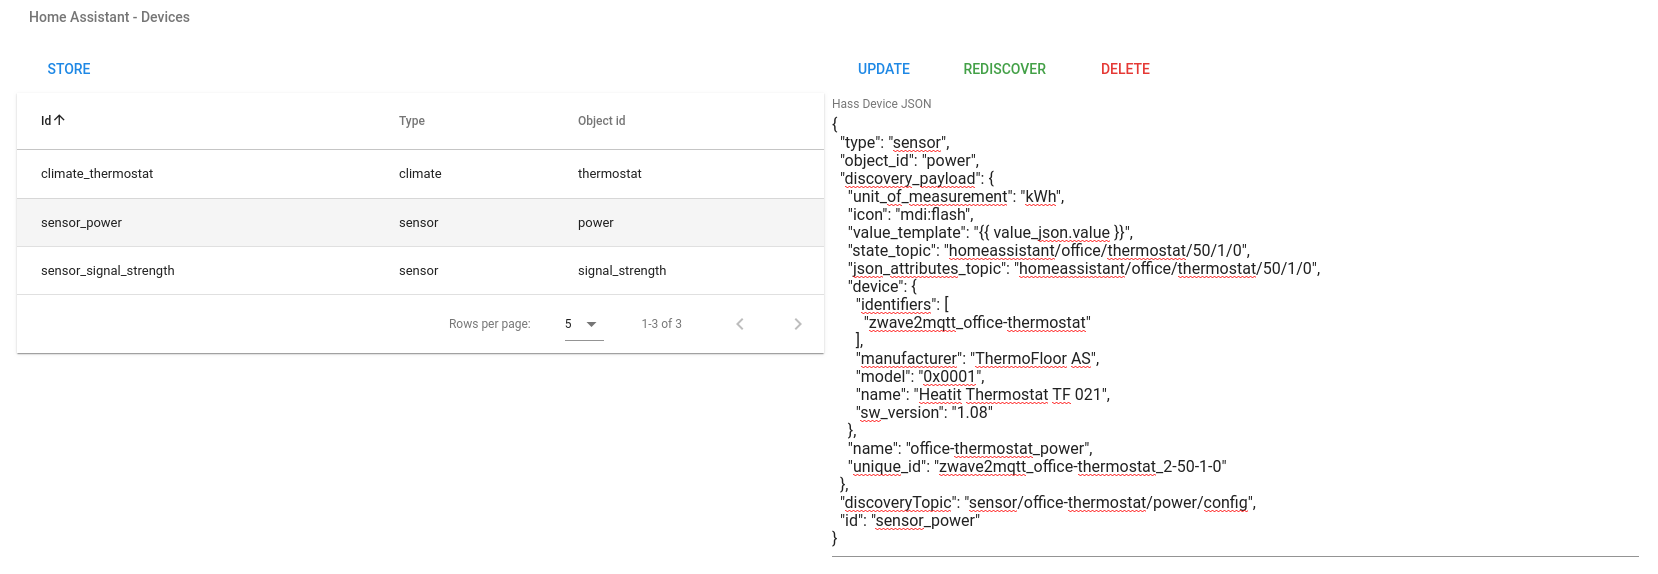 Home Assistant - Devices
STORE
Id
Type
Object id
climate_thermostat
climate
thermostat
sensor_power
sensor
power
sensor_signal_strength
sensor
signal_strength
Rows per page:
5
1-3 of 3
UPDATE
REDISCOVER
DELETE
Hass Device JSON
{
"type": "sensor",
"object_id": "power",
"discovery_payload": {
"unit_of_measurement": "kWh",
"icon": "mdi:flash",
"value_template": "{{ value_json.value }}",
"state_topic": "homeassistant/office/thermostat/50/1/0",
"json_attributes_topic": "homeassistant/office/thermostat/50/1/0",
"device": {
"identifiers": [
"zwave2mqtt_office-thermostat"
],
"manufacturer": "ThermoFloor AS",
"model": "0x0001",
"name": "Heatit Thermostat TF 021",
"sw_version": "1.08"
},
"name": "office-thermostat_power",
"unique_id": "zwave2mqtt_office-thermostat_2-50-1-0"
},
"discoveryTopic": "sensor/office-thermostat/power/config",
"id": "sensor_power"
}